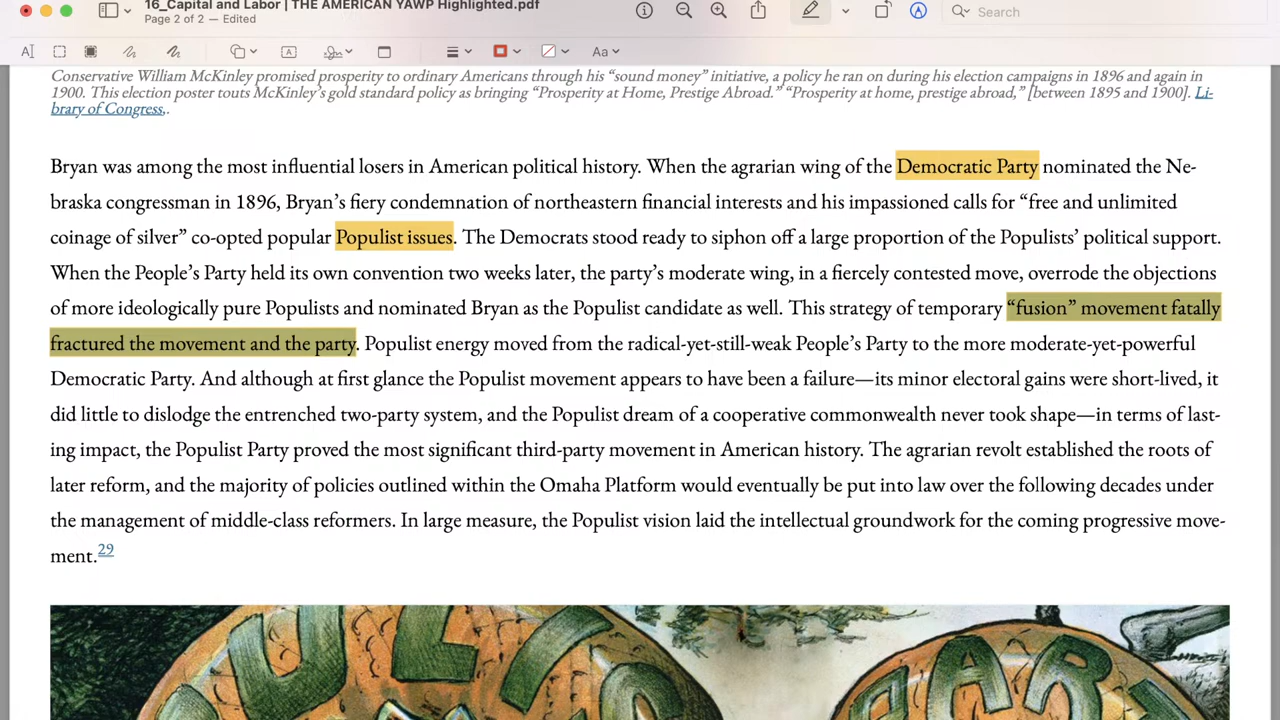 16_Capital and Labor | THE AMERICAN YAWP Highlighted.pdf
Page 2 of 2 — Edited
Search
A
Aa
Conservative William McKinley promised prosperity to ordinary Americans through his “sound money” initiative, a policy he ran on during his election campaigns in 1896 and again in
1900. This election poster touts McKinley’s gold standard policy as bringing “Prosperity at Home, Prestige Abroad.” “Prosperity at home, prestige abroad,” [between 1895 and 1900]. Li-
brary of Congress,.
Bryan was among the most influential losers in American political history. When the agrarian wing of the Democratic Party nominated the Ne-
braska congressman in 1896, Bryan’s fiery condemnation of northeastern financial interests and his impassioned calls for “free and unlimited
coinage of silver” co-opted popular Populist issues. The Democrats stood ready to siphon off a large proportion of the Populists’ political support.
When the People’s Party held its own convention two weeks later, the party’s moderate wing, in a fiercely contested move, overrode the objections
of more ideologically pure Populists and nominated Bryan as the Populist candidate as well. This strategy of temporary “fusion” movement fatally
fractured the movement and the party. Populist energy moved from the radical-yet-still-weak People’s Party to the more moderate-yet-powerful
Democratic Party. And although at first glance the Populist movement appears to have been a failure—its minor electoral gains were short-lived, it
did little to dislodge the entrenched two-party system, and the Populist dream of a cooperative commonwealth never took shape—in terms of last-
ing impact, the Populist Party proved the most significant third-party movement in American history. The agrarian revolt established the roots of
later reform, and the majority of policies outlined within the Omaha Platform would eventually be put into law over the following decades under
the management of middle-class reformers. In large measure, the Populist vision laid the intellectual groundwork for the coming progressive move-
ment.29